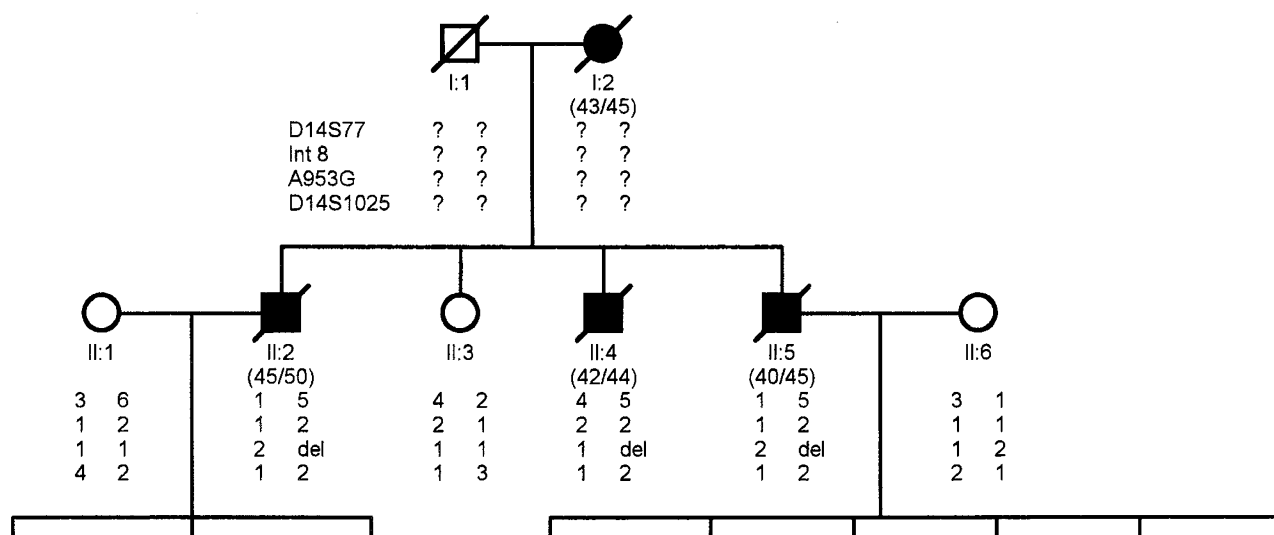 I:1 I:2
(43/45)
D14S77 ? ? ? ?
Int 8 ? ? ? ?
A953G ? ? ? ?
D14S1025 ? ? ? ?
II:1 II:2 II:3 II:4 II:5 II:6
(45/50) (42/44) (40/45)
3 6 1 5 4 2 4 5 1 5 3 1
1 2 1 2 2 1 2 2 1 2 1 1
1 1 2 del 1 1 1 del 2 del 1 2
4 2 1 2 1 3 1 2 1 2 2 1